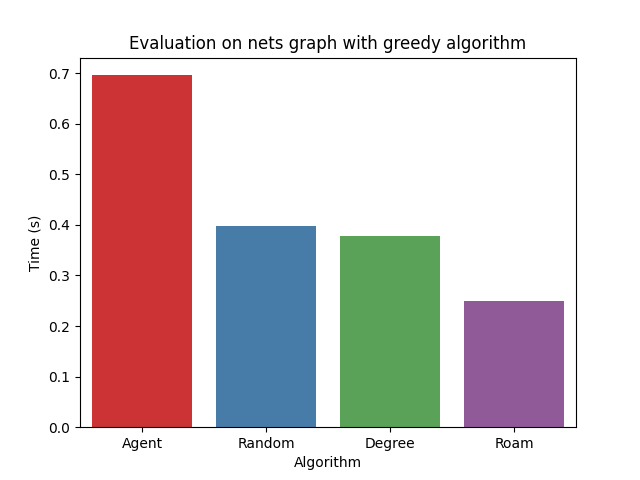 Evaluation on nets graph with greedy algorithm
Time (s)
0.7
0.6
0.5
0.4
0.3
0.2
0.1
0.0
Agent Random Degree Roam
Algorithm